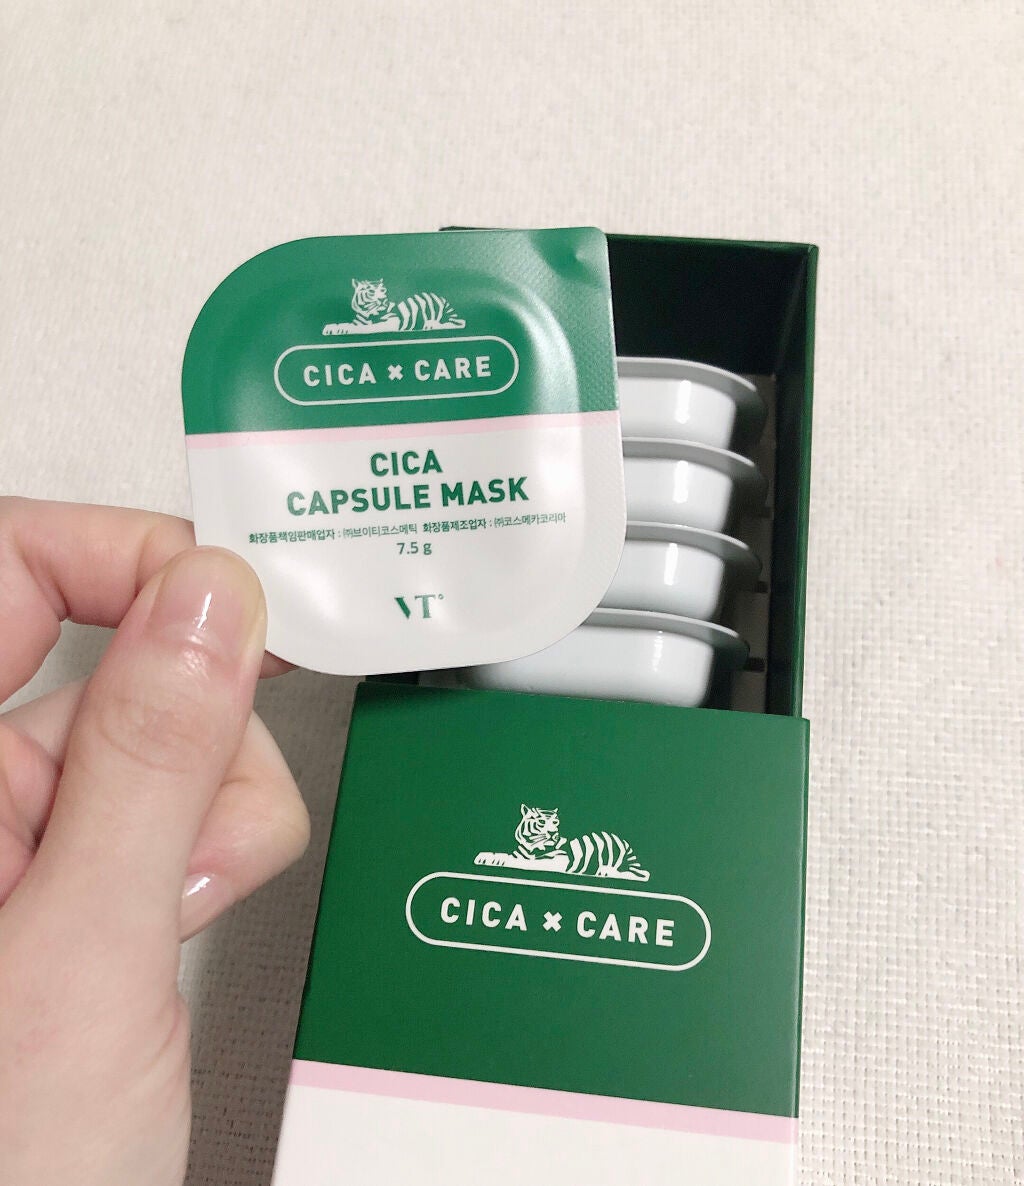 CICA × CARE
CICA
CAPSULE MASK
화장품책임판매업자 : ㈜브이티코스메틱 화장품제조업자 : ㈜코스메카코리아
7.5 g
VT
CICA × CARE